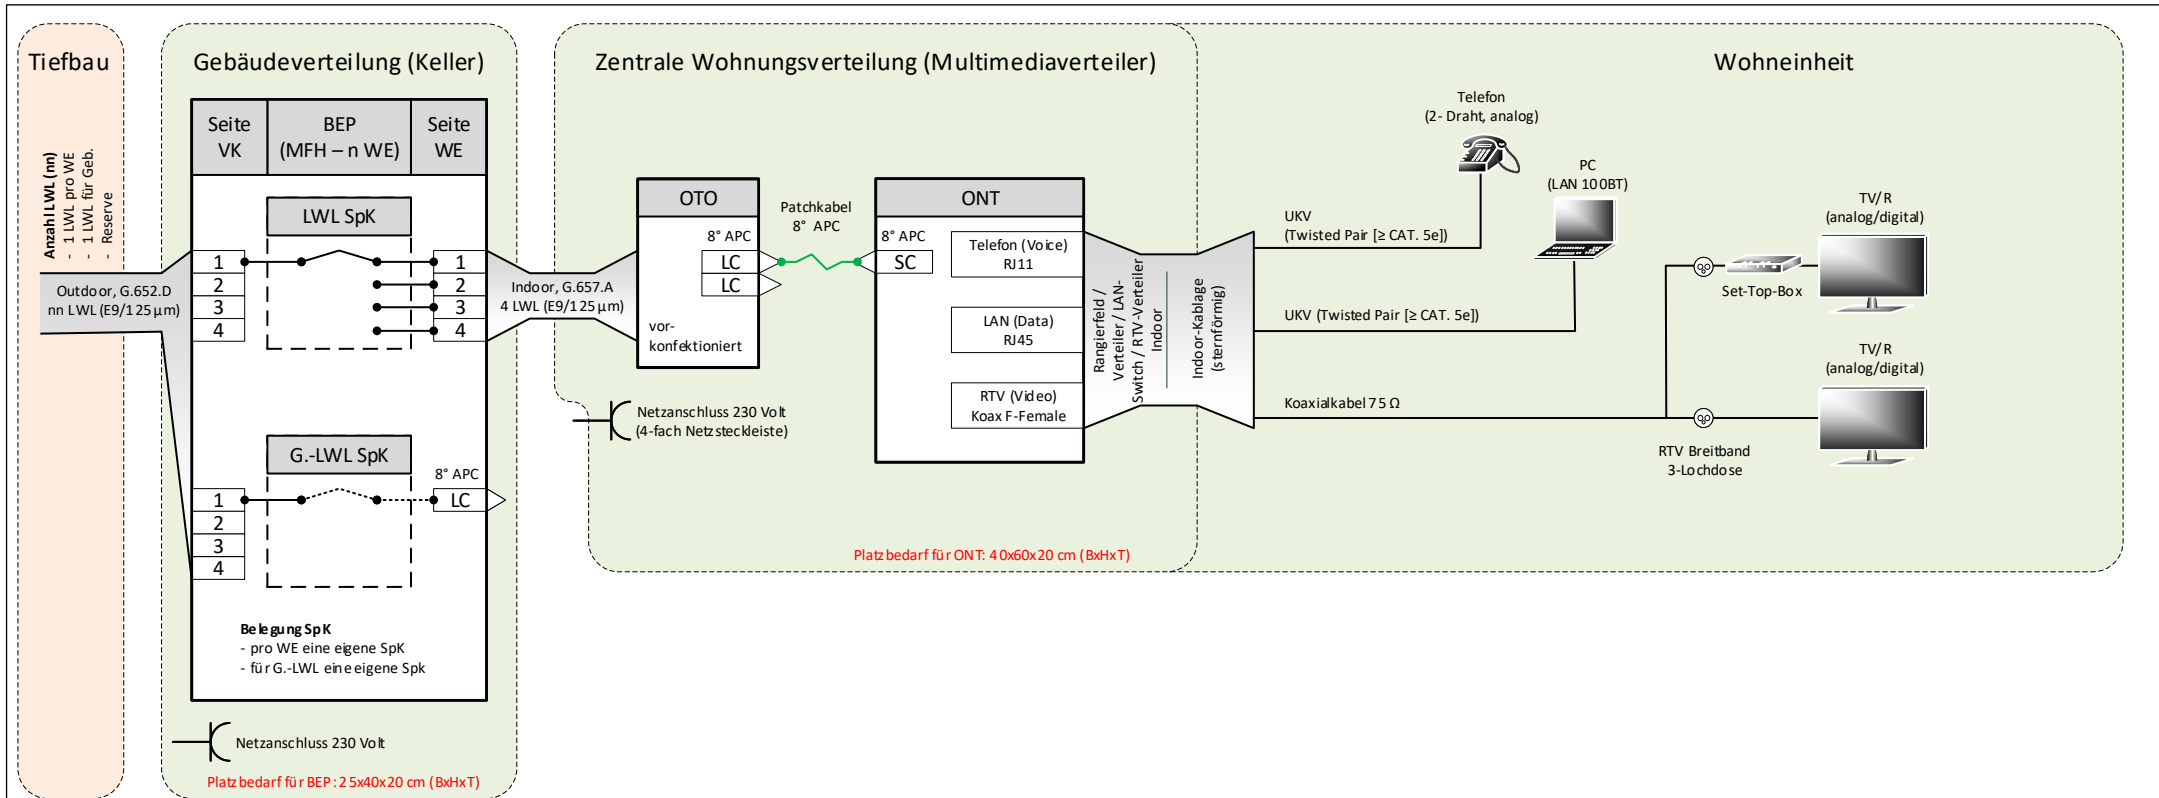 Tiefbau
Anzahl LWL (nn)
- 1 LWL pro WE
- 1 LWL für Geb.
- Reserve
Outdoor, G.652.D
nn LWL (E9/125 µm)
Gebäudeverteilung (Keller)
Seite
VK
BEP
(MFH – n WE)
Seite
WE
LWL SpK
1
2
3
4
1
2
3
4
G.-LWL SpK
8° APC
1
2
3
4
LC
Belegung SpK
- pro WE eine eigene SpK
- für G.-LWL eine eigene Spk
Netzanschluss 230 Volt
Platzbedarf für BEP: 25x40x20 cm (BxHxT)
Indoor, G.657.A
4 LWL (E9/125 µm)
Zentrale Wohnungsverteilung (Multimediaverteiler)
OTO
8° APC
LC
LC
vor-
konfektioniert
Patchkabel
8° APC
ONT
8° APC
SC
Telefon (Voice)
RJ11
LAN (Data)
RJ45
RTV (Video)
Koax F-Female
Netzanschluss 230 Volt
(4-fach Netzsteckleiste)
Platzbedarf für ONT: 40x60x20 cm (BxHxT)
Rangierfeld /
Verteiler / LAN-
Switch / RTV-Verteiler
Indoor
Indoor-Kablage
(sternförmig)
Wohneinheit
Telefon
(2- Draht, analog)
PC
(LAN 100BT)
UKV
(Twisted Pair [≥ CAT. 5e])
UKV (Twisted Pair [≥ CAT. 5e])
Koaxialkabel 75 Ω
TV/R
(analog/digital)
Set-Top-Box
TV/R
(analog/digital)
RTV Breitband
3-Lochdose